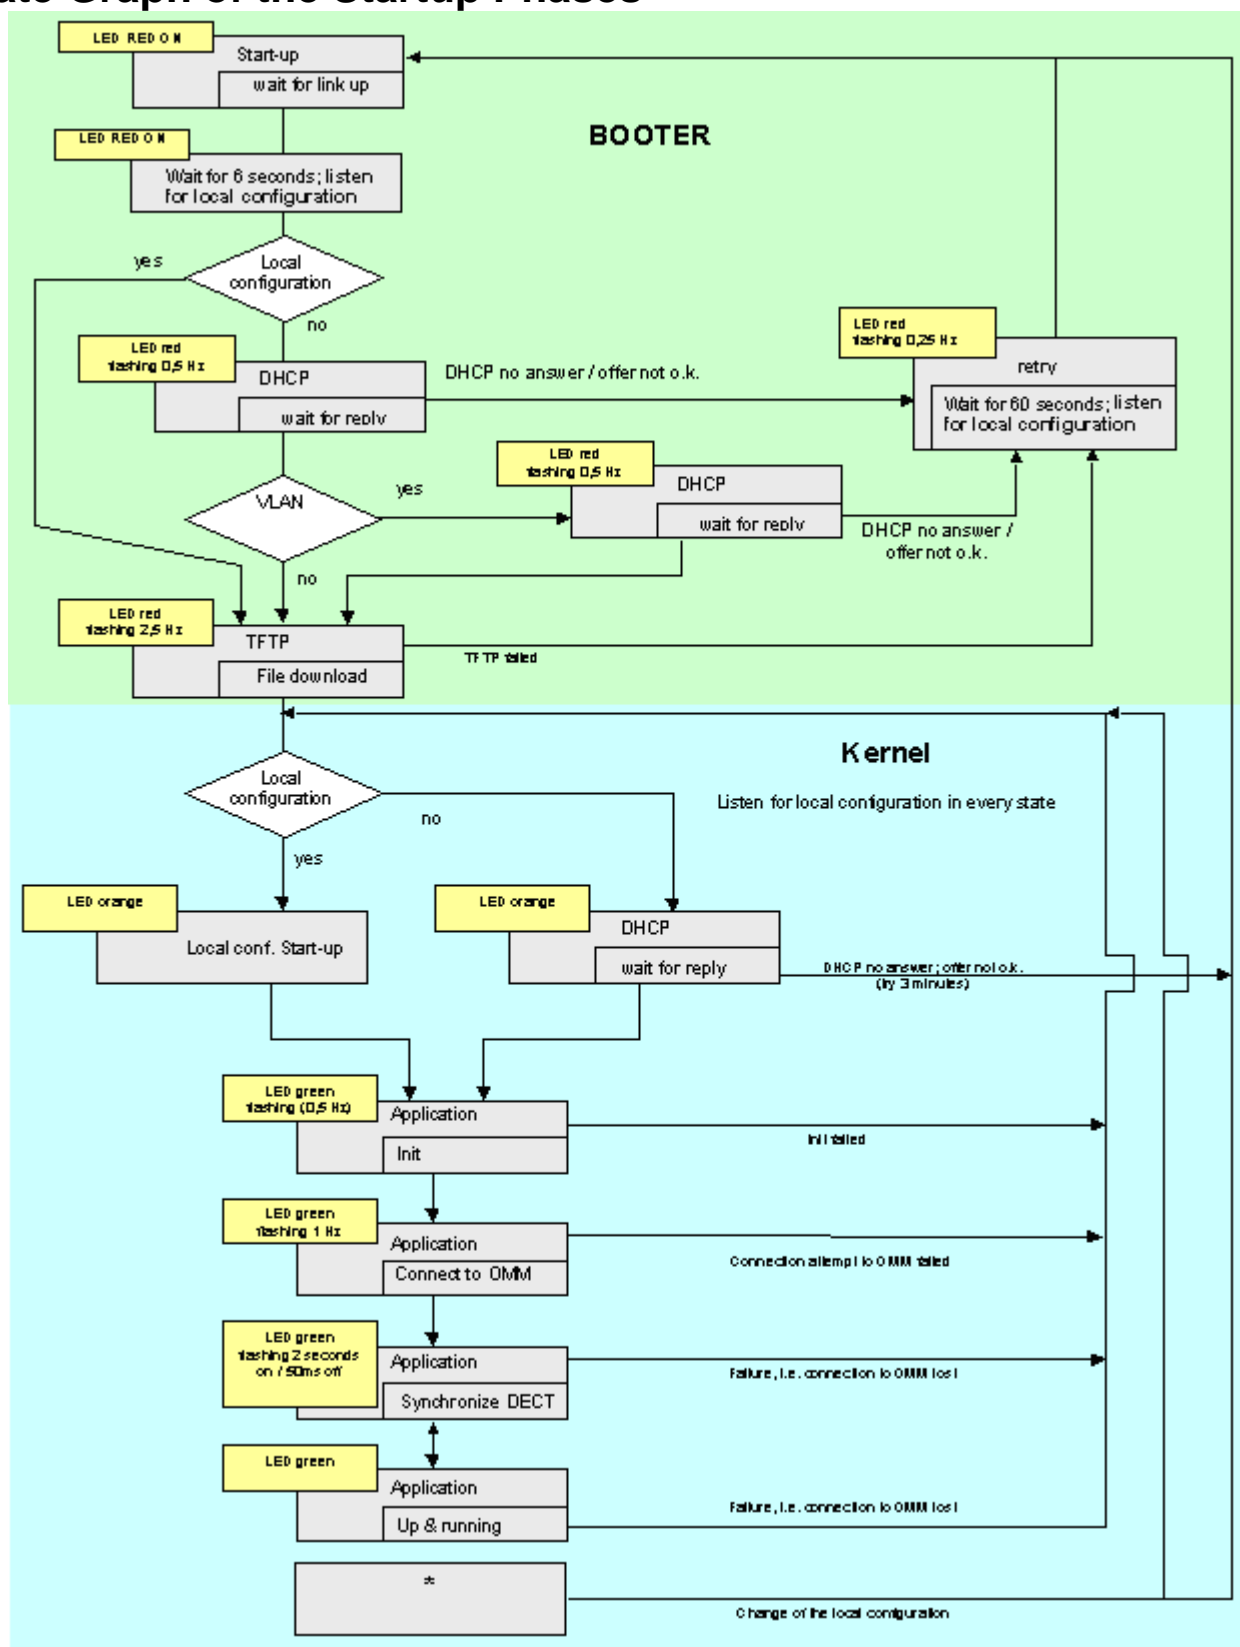 ate Graph of the Startup Phases
LED RED ON
Start-up
wait for link up
BOOTER
LED RED ON
Wait for 6 seconds; listen
for local configuration
yes
Local
configuration
no
LED red
flashing 0,25 Hz
LED red
flashing 0,5 Hz
retry
DHCP
DHCP no answer / offer not o.k.
Wait for 60 seconds; listen
for local configuration
wait for reply
LED red
flashing 0,5 Hz
VLAN
yes
DHCP
wait for reply
DHCP no answer /
offer not o.k.
no
LED red
flashing 2,5 Hz
TFTP
TFTP failed
File download
Kernel
Local
configuration
Listen for local configuration in every state
no
yes
LED orange
LED orange
Local conf. Start-up
DHCP
wait for reply
DHCP no answer; offer not o.k.
(try 3 minutes)
LED green
flashing (0,5 Hz)
Application
Init
Init failed
LED green
flashing 1 Hz
Application
Connect to OMM
Connection attempt to OMM failed
LED green
flashing 2 seconds
on / 50ms off
Application
Failure, i.e. connection to OMM lost
Synchronize DECT
LED green
Application
Up & running
Failure, i.e. connection to OMM lost
*
Change of the local configuration